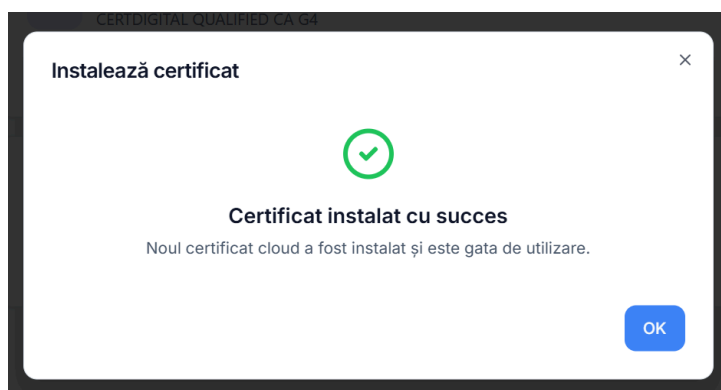 CERTDIGITAL QUALIFIED CA G4
Instalează certificat
Certificat instalat cu succes
Noul certificat cloud a fost instalat și este gata de utilizare.
OK